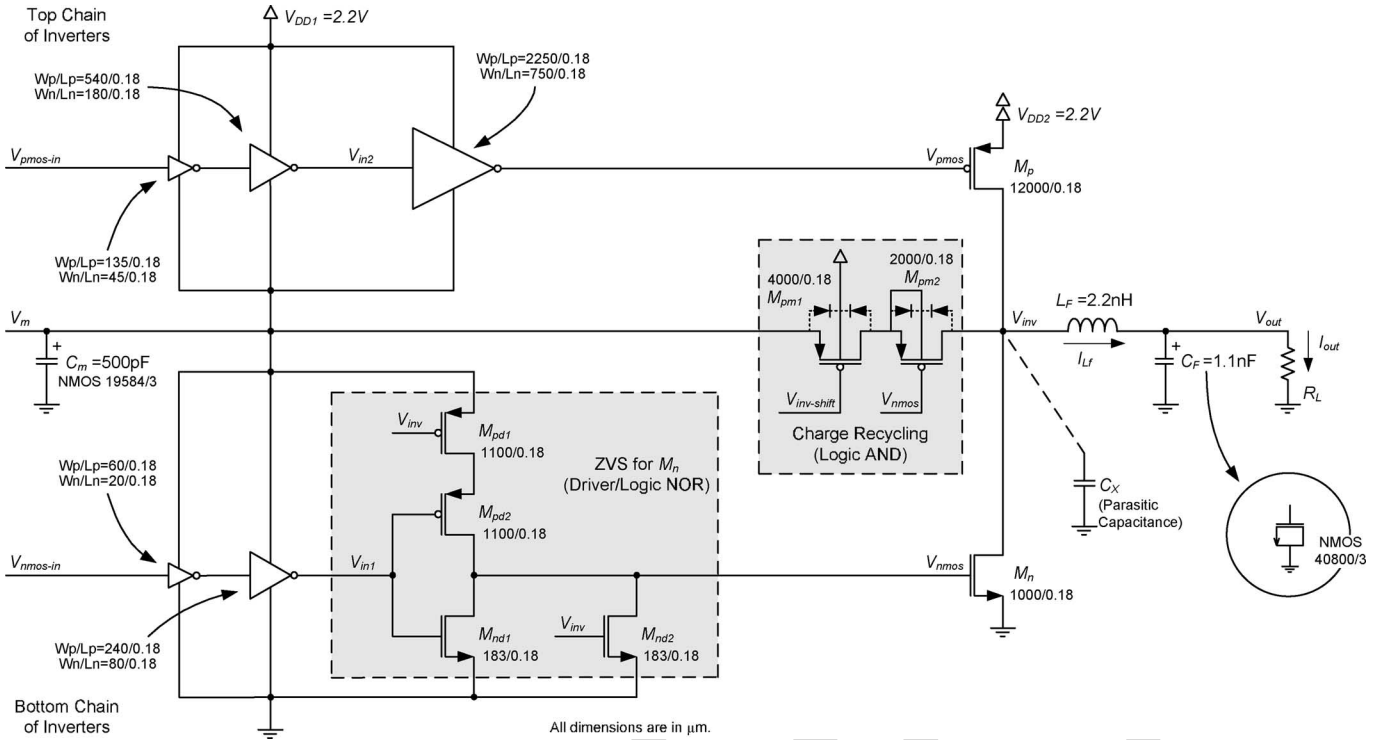 Top Chain
of Inverters
V_DD1 =2.2V
Wp/Lp=540/0.18
Wn/Ln=180/0.18
Wp/Lp=2250/0.18
Wn/Ln=750/0.18
V_DD2 =2.2V
V_pmos-in
V_in2
V_pmos
M_p
12000/0.18
Wp/Lp=135/0.18
Wn/Ln=45/0.18
4000/0.18
M_pm1
2000/0.18
M_pm2
V_m
V_inv
L_F=2.2nH
V_out
C_m =500pF
NMOS 19584/3
I_Lf
C_F=1.1nF
I_out
R_L
V_inv-shift
V_nmos
Charge Recycling
(Logic AND)
V_inv
M_pd1
1100/0.18
ZVS for M_n
(Driver/Logic NOR)
Wp/Lp=60/0.18
Wn/Ln=20/0.18
M_pd2
1100/0.18
C_X
(Parasitic
Capacitance)
NMOS
40800/3
V_nmos-in
V_in1
V_nmos
M_n
1000/0.18
M_nd1
183/0.18
V_inv
M_nd2
183/0.18
Wp/Lp=240/0.18
Wn/Ln=80/0.18
Bottom Chain
of Inverters
All dimensions are in μm.